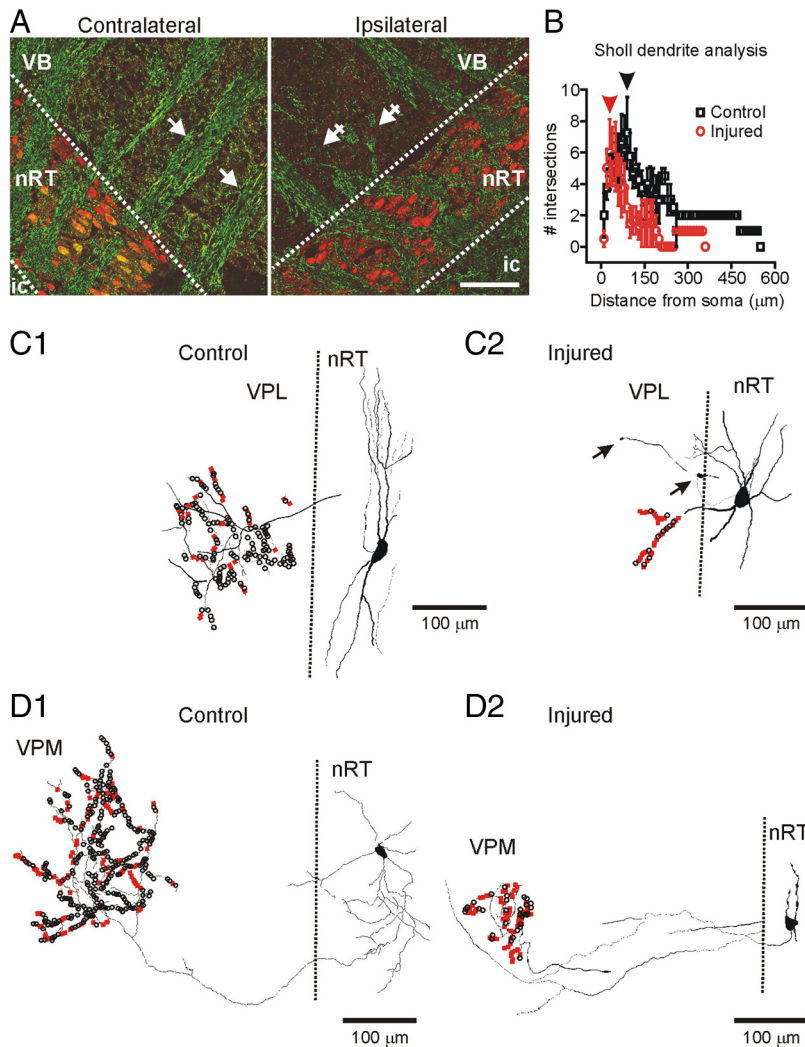 A
Contralateral
Ipsilateral
VB
nRT
ic
VB
nRT
ic
B
Sholl dendrite analysis
10
8
6
4
2
0
# intersections
Control
Injured
0 150 300 450 600
Distance from soma (µm)
C1
Control
VPL
nRT
100 µm
C2
Injured
VPL
nRT
100 µm
D1
Control
VPM
nRT
100 µm
D2
Injured
VPM
nRT
100 µm